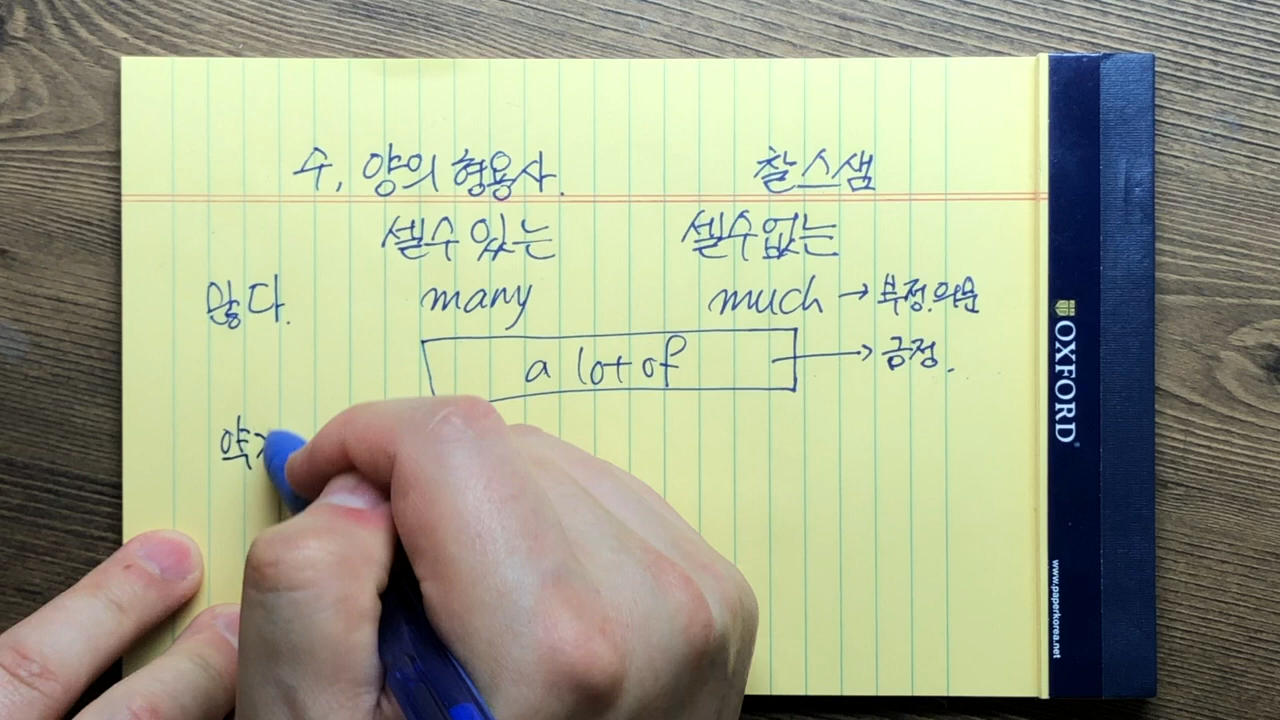 수, 양의 형용사. 찰스샘
셀수 있는 셀수 없는
많다. many much → 부정.의문
a lot of → 긍정.
약
OXFORD
www.paperkorea.net